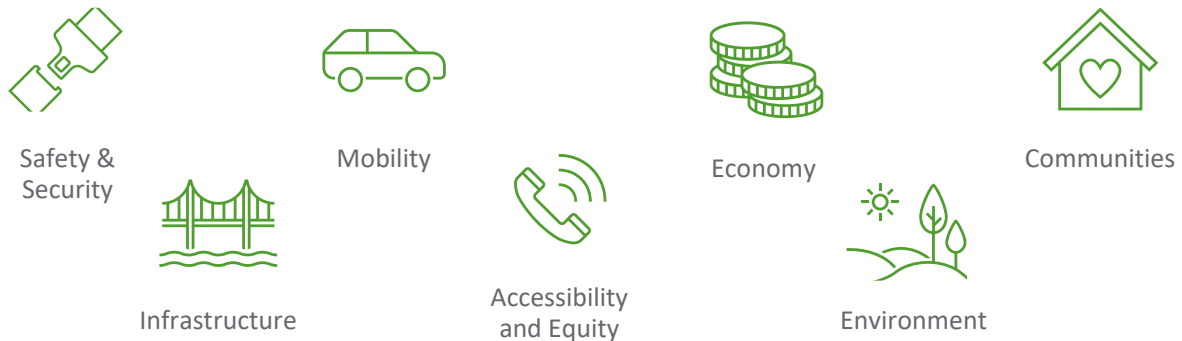 Safety &
Security
Mobility
Economy
Communities
Infrastructure
Accessibility
and Equity
Environment